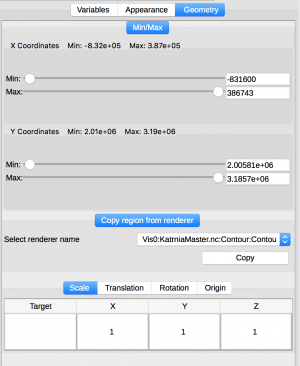 Variables Appearance Geometry
Min/Max
X Coordinates Min: -8.32e+05 Max: 3.87e+05
Min: -831600
Max: 386743
Y Coordinates Min: 2.01e+06 Max: 3.19e+06
Min: 2.00581e+06
Max: 3.1857e+06
Copy region from renderer
Select renderer name Vis0:KatrniaMaster.nc:Contour:Contou
Copy
Scale Translation Rotation Origin
Target X Y Z
1 1 1